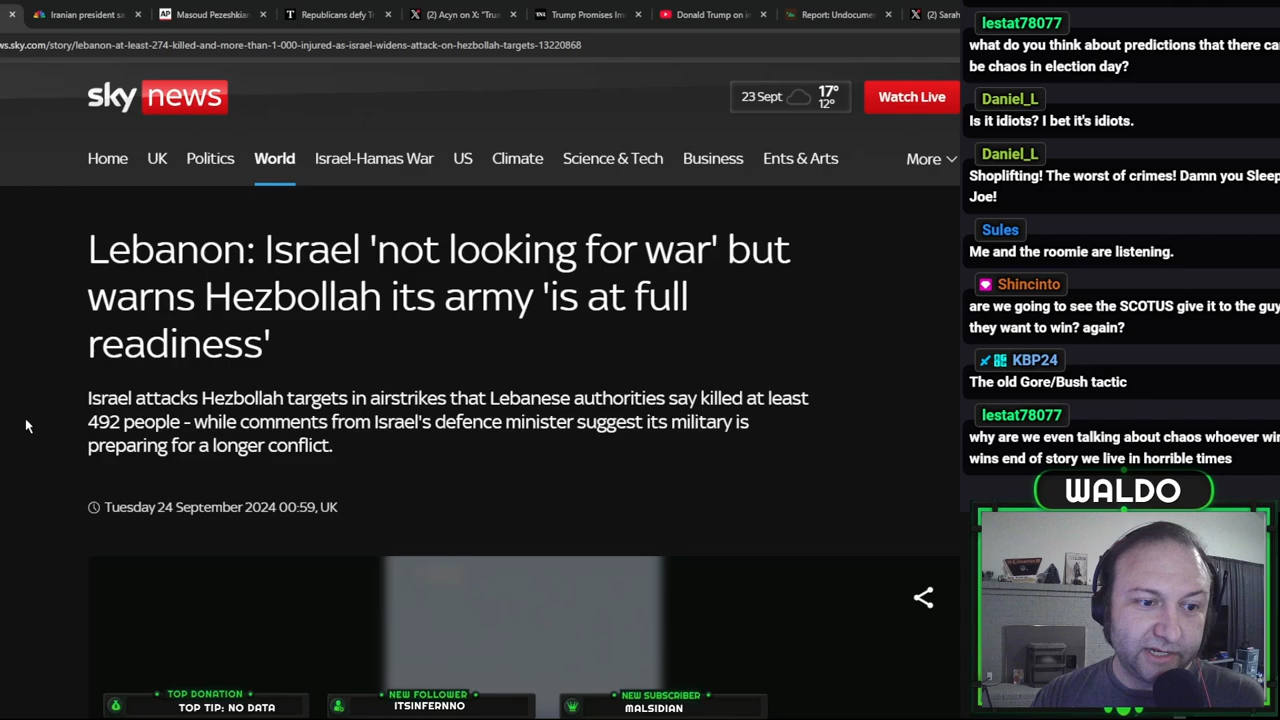 Iranian president sa
Masoud Pezeshkian
Republicans defy T
(2) Acyn on X: "Tru
Trump Promises Im
Donald Trump on i
Report: Undocume
(2) Sarah
ws.sky.com/story/lebanon-at-least-274-killed-and-more-than-1-000-injured-as-israel-widens-attack-on-hezbollah-targets-13220868
sky news
23 Sept 17° 12°
Watch Live
Home UK Politics World Israel-Hamas War US Climate Science & Tech Business Ents & Arts More
Lebanon: Israel 'not looking for war' but
warns Hezbollah its army 'is at full
readiness'
Israel attacks Hezbollah targets in airstrikes that Lebanese authorities say killed at least
492 people - while comments from Israel's defence minister suggest its military is
preparing for a longer conflict.
Tuesday 24 September 2024 00:59, UK
TOP DONATION
TOP TIP: NO DATA
NEW FOLLOWER
ITSINFERNNO
NEW SUBSCRIBER
MALSIDIAN
lestat78077
what do you think about predictions that there ca
be chaos in election day?
Daniel_L
Is it idiots? I bet it's idiots.
Daniel_L
Shoplifting! The worst of crimes! Damn you Sleep
Joe!
Sules
Me and the roomie are listening.
Shincinto
are we going to see the SCOTUS give it to the guy
they want to win? again?
KBP24
The old Gore/Bush tactic
lestat78077
why are we even talking about chaos whoever wi
wins end of story we live in horrible times
WALDO